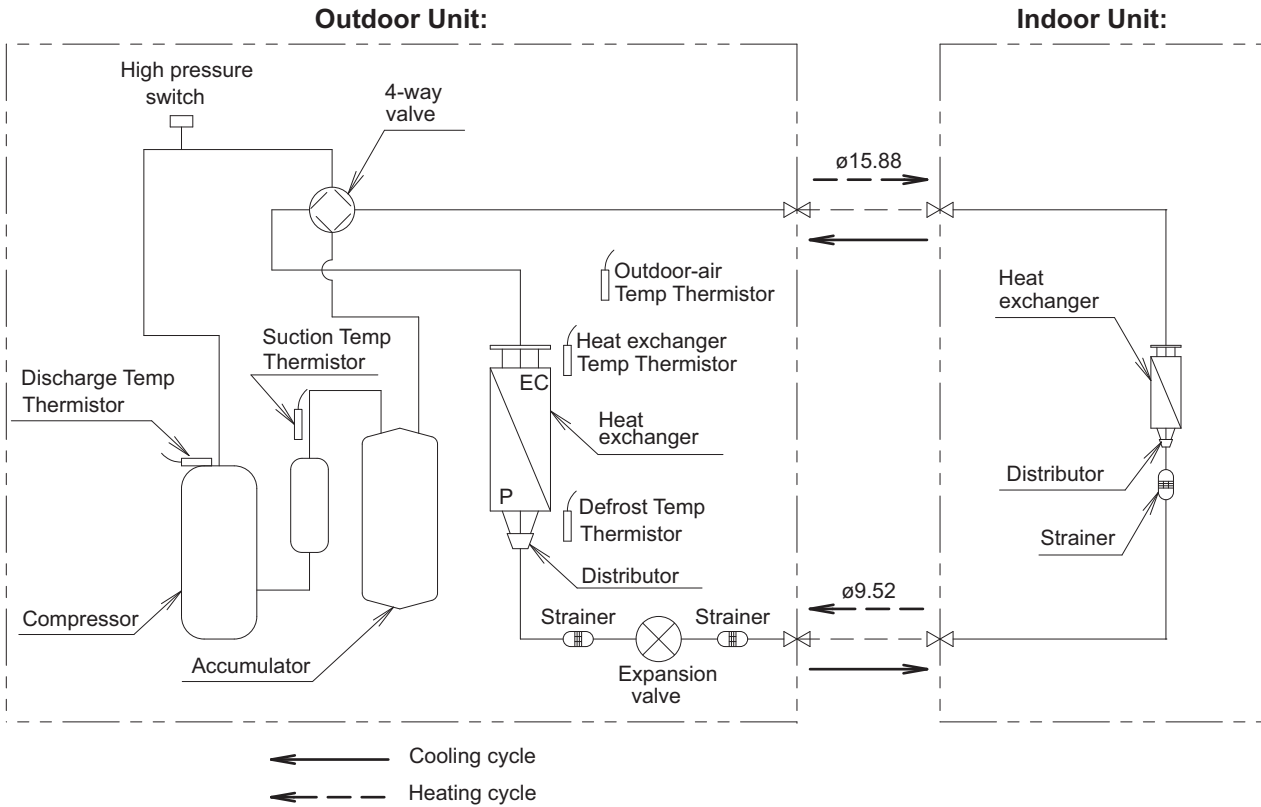 Outdoor Unit:
Indoor Unit:
High pressure
switch
4-way
valve
ø15.88
Outdoor-air
Temp Thermistor
Heat
exchanger
Suction Temp
Thermistor
Heat exchanger
Temp Thermistor
Discharge Temp
Thermistor
EC
Heat
exchanger
P
Defrost Temp
Thermistor
Distributor
Strainer
Distributor
Compressor
Accumulator
Strainer
Strainer
Expansion
valve
ø9.52
Cooling cycle
Heating cycle